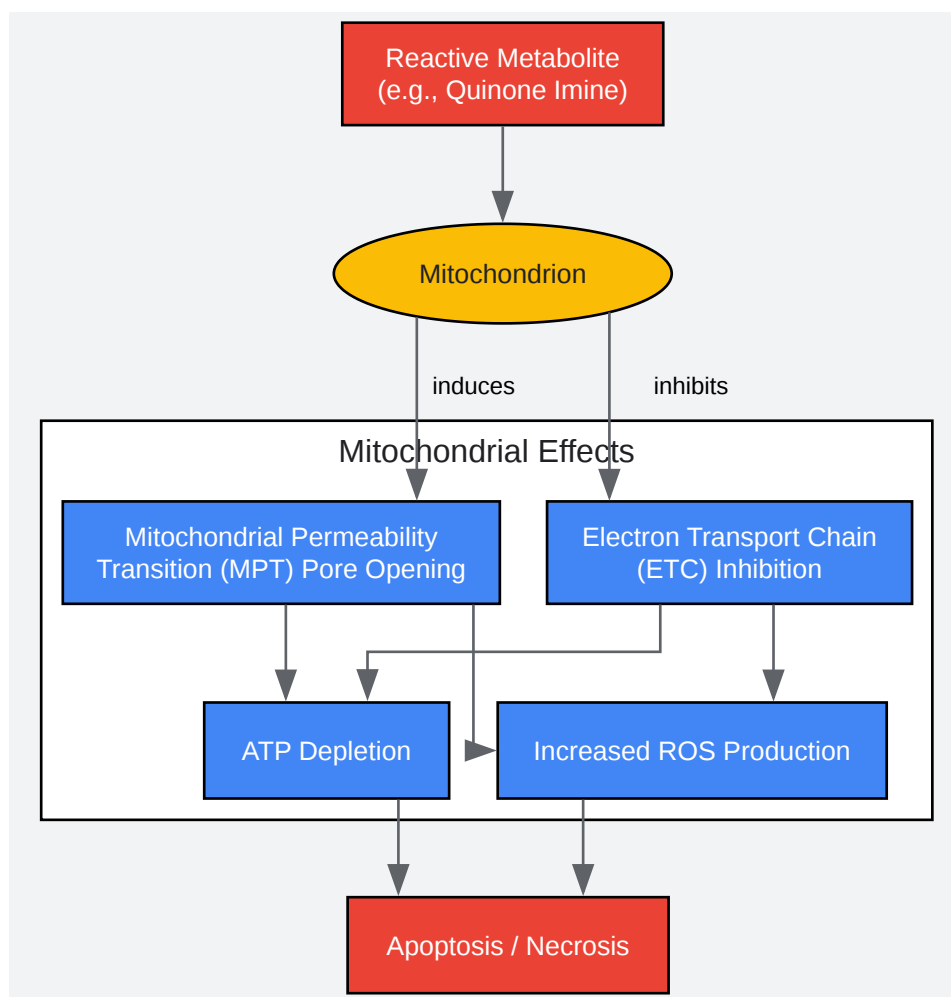 Reactive Metabolite
(e.g., Quinone Imine)
Mitochondrion
induces
inhibits
Mitochondrial Effects
Mitochondrial Permeability
Transition (MPT) Pore Opening
Electron Transport Chain
(ETC) Inhibition
ATP Depletion
Increased ROS Production
Apoptosis / Necrosis